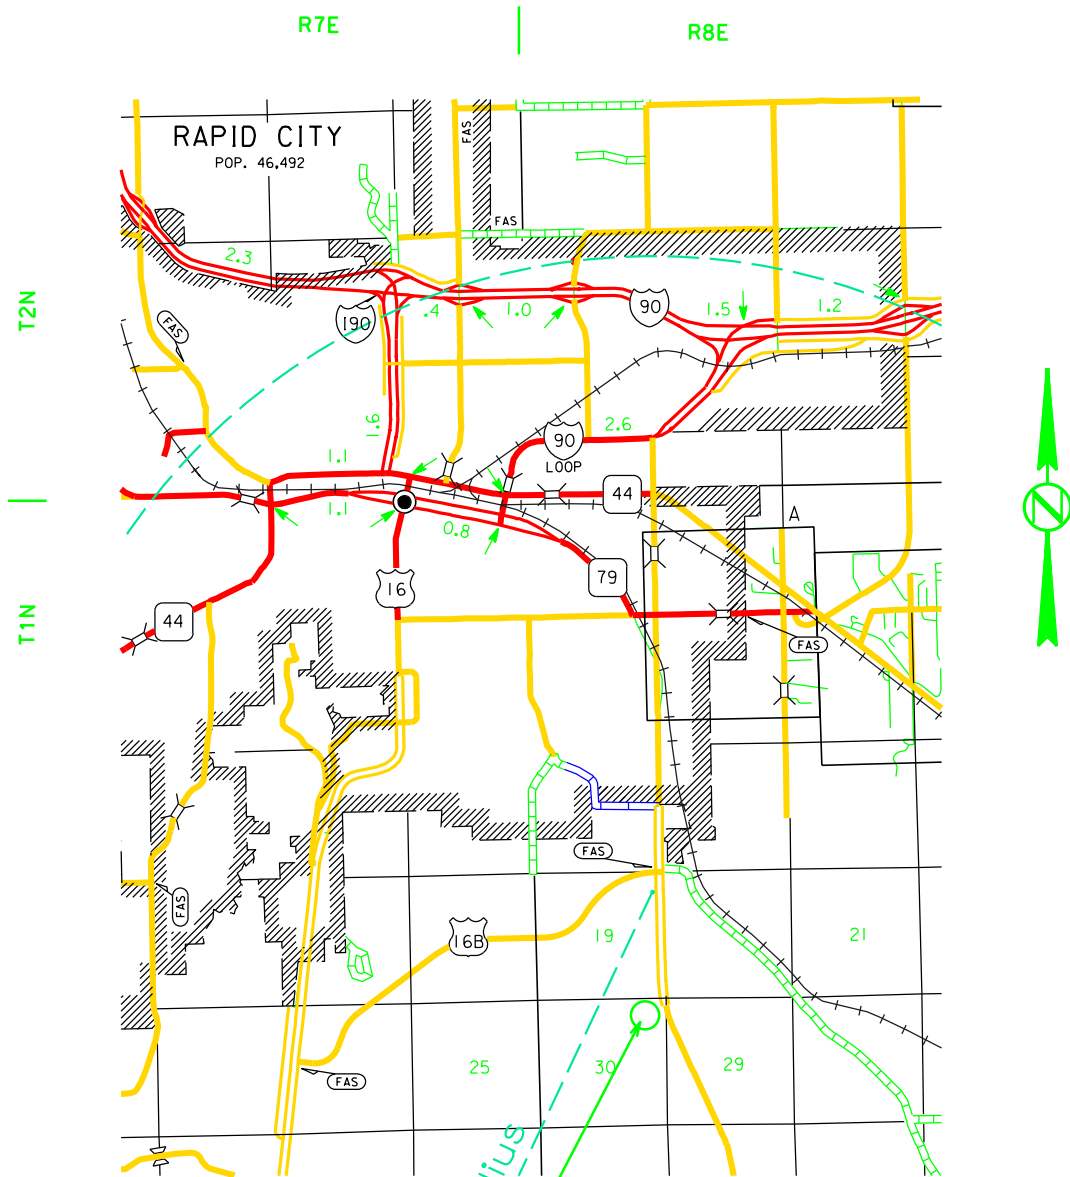 R7E
R8E
RAPID CITY
POP. 46,492
FAS
FAS
2.3
T2N
190
.4
1.0
90
1.5
1.2
FAS
1.6
2.6
1.1
90
LOOP
44
1.1
0.8
A
79
16
44
T1N
FAS
FAS
FAS
16B
19
21
25
30
29
FAS
ius